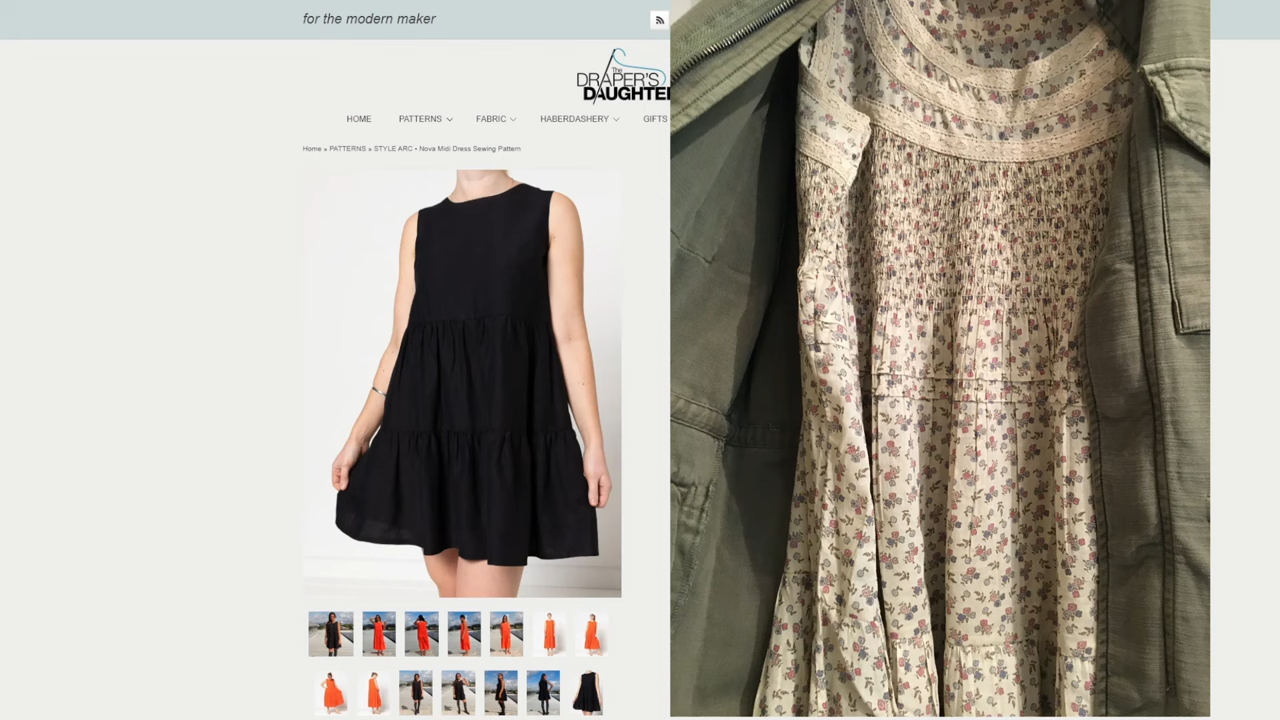 for the modern maker
The
DRAPER'S
DAUGHTER
HOME PATTERNS FABRIC HABERDASHERY GIFTS
Home » PATTERNS » STYLE ARC • Nova Midi Dress Sewing Pattern